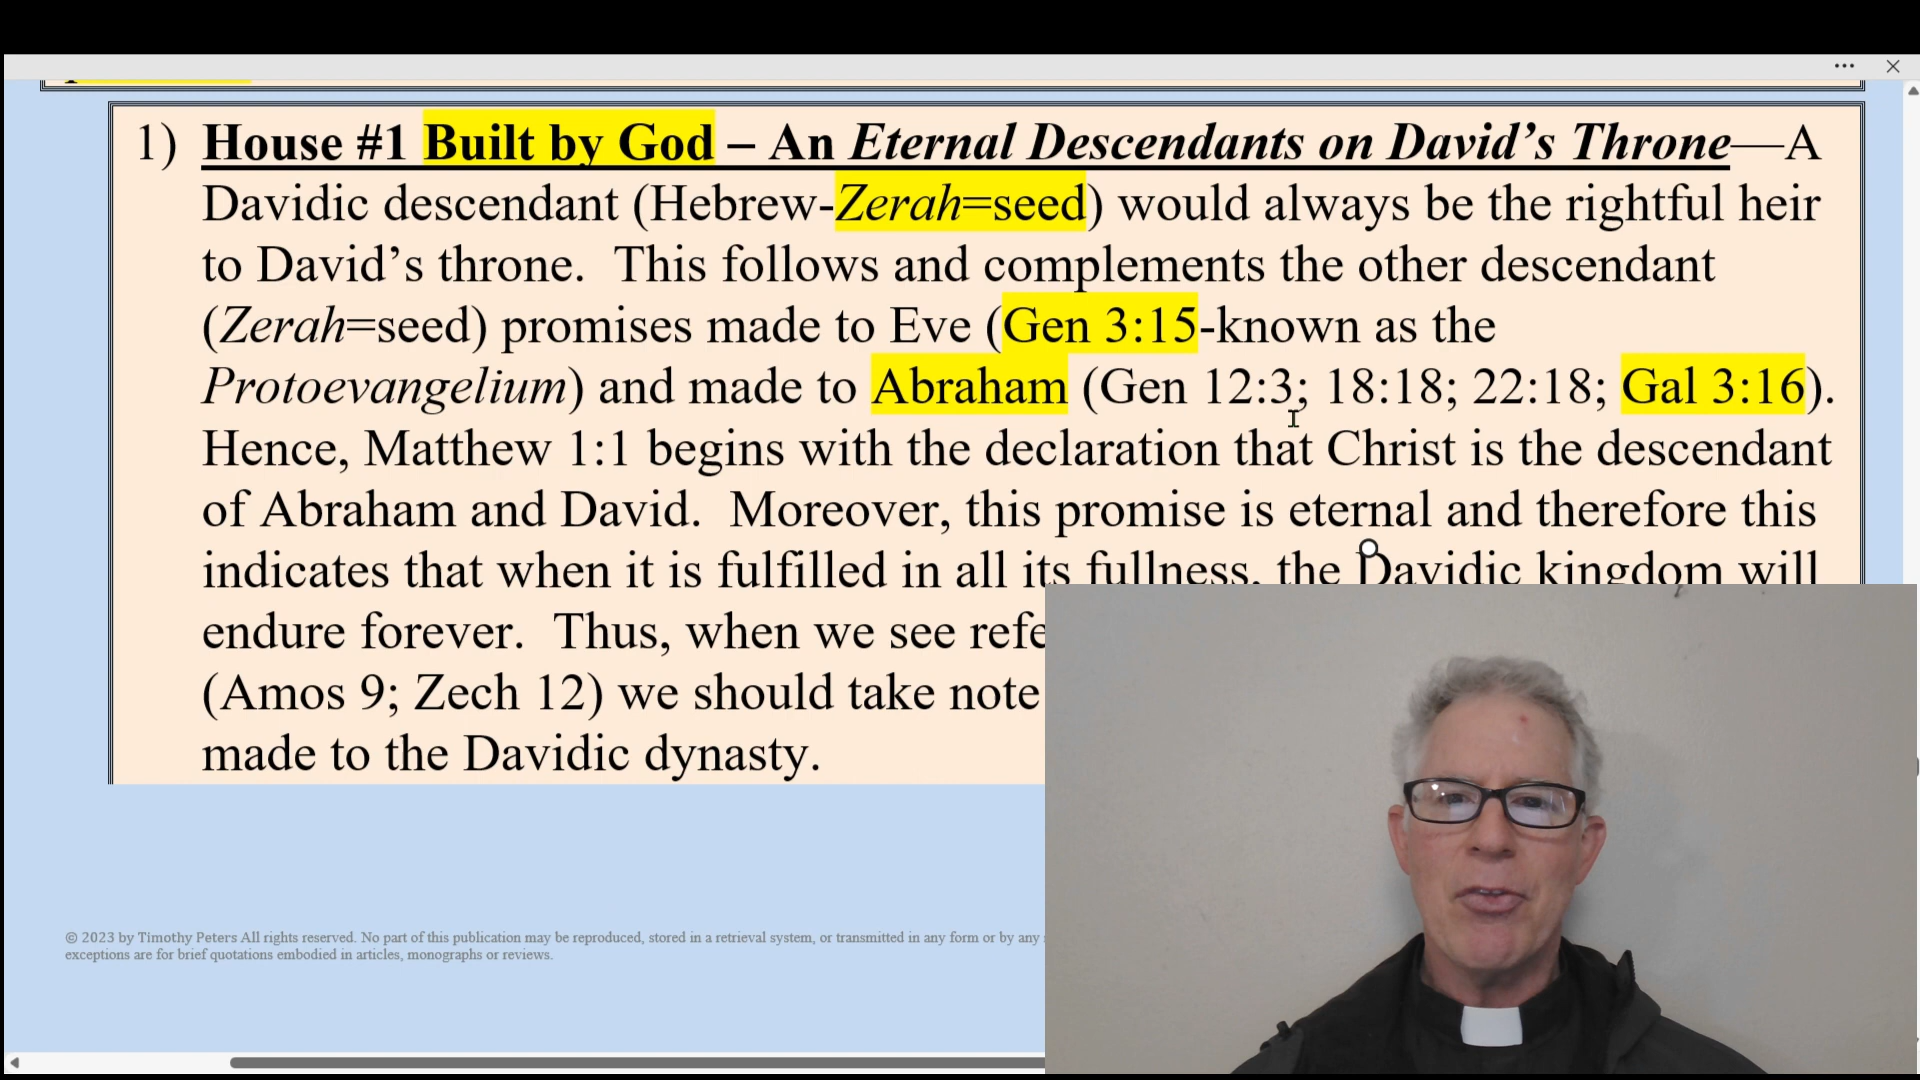 1) House #1 Built by God – An Eternal Descendants on David’s Throne—A
Davidic descendant (Hebrew-Zerah=seed) would always be the rightful heir
to David’s throne.  This follows and complements the other descendant
(Zerah=seed) promises made to Eve (Gen 3:15-known as the
Protoevangelium) and made to Abraham (Gen 12:3; 18:18; 22:18; Gal 3:16).
Hence, Matthew 1:1 begins with the declaration that Christ is the descendant
of Abraham and David.  Moreover, this promise is eternal and therefore this
indicates that when it is fulfilled in all its fullness, the Davidic kingdom will
endure forever.  Thus, when we see
(Amos 9; Zech 12) we should take note
made to the Davidic dynasty.
© 2023 by Timothy Peters All rights reserved. No part of this publication may be reproduced, stored in a retrieval system, or transmitted in any form or by any
exceptions are for brief quotations embodied in articles, monographs or reviews.